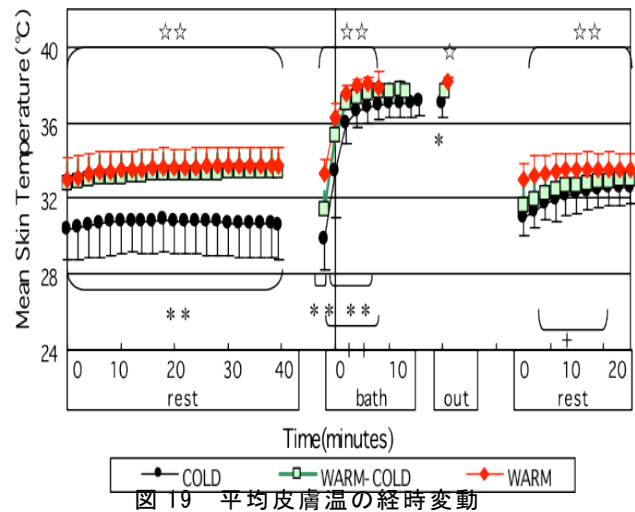 ☆☆ ☆☆ ☆ ☆☆
Mean Skin Temperature(℃)
40
36
32
28
24
*
** ** **
+
0 10 20 30 40 0 10 0 10 20
rest bath out rest
Time(minutes)
COLD WARM-COLD WARM
図 19 平均皮膚温の経時変動